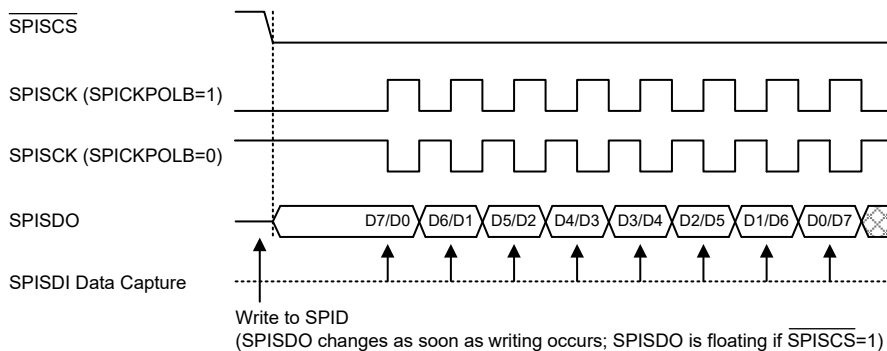 SPISCS
SPISCK (SPICKPOLB=1)
SPISCK (SPICKPOLB=0)
SPISDO D7/D0 D6/D1 D5/D2 D4/D3 D3/D4 D2/D5 D1/D6 D0/D7
SPISDI Data Capture
Write to SPID
(SPISDO changes as soon as writing occurs; SPISDO is floating if SPISCS=1)